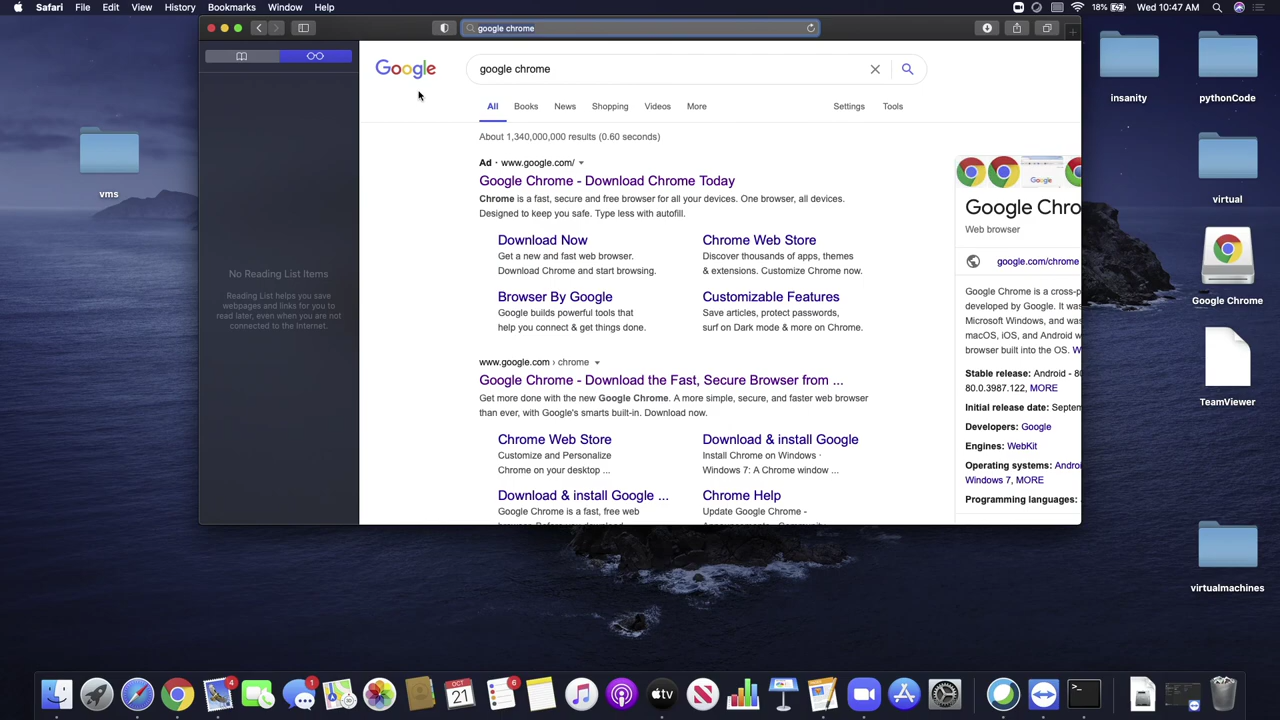 Safari File Edit View History Bookmarks Window Help
18% Wed 10:47 AM
google chrome
Google
google chrome
All Books News Shopping Videos More Settings Tools
About 1,340,000,000 results (0.60 seconds)
Ad · www.google.com/
Google Chrome - Download Chrome Today
Chrome is a fast, secure and free browser for all your devices. One browser, all devices.
Designed to keep you safe. Type less with autofill.
Download Now
Get a new and fast web browser.
Download Chrome and start browsing.
Chrome Web Store
Discover thousands of apps, themes
& extensions. Customize Chrome now.
Browser By Google
Google builds powerful tools that
help you connect & get things done.
Customizable Features
Save articles, protect passwords,
surf on Dark mode & more on Chrome.
www.google.com › chrome
Google Chrome - Download the Fast, Secure Browser from ...
Get more done with the new Google Chrome. A more simple, secure, and faster web browser
than ever, with Google's smarts built-in. Download now.
Chrome Web Store
Customize and Personalize
Chrome on your desktop ...
Download & install Google
Install Chrome on Windows ·
Windows 7: A Chrome window ...
Download & install Google ...
Google Chrome is a fast, free web
Chrome Help
Update Google Chrome -
Google
Google Chro
Web browser
google.com/chrome
Google Chrome is a cross-p
developed by Google. It was
Microsoft Windows, and was
macOS, iOS, and Android w
browser built into the OS. W
Stable release: Android - 80
80.0.3987.122, MORE
Initial release date: Septem
Developers: Google
Engines: WebKit
Operating systems: Androi
Windows 7, MORE
Programming languages:
No Reading List Items
Reading List helps you save
webpages and links for you to
read later, even when you are not
connected to the Internet.
vms
insanity
pythonCode
virtual
Google Chrome
TeamViewer
virtualmachines
4
1
OCT
21
6
tv